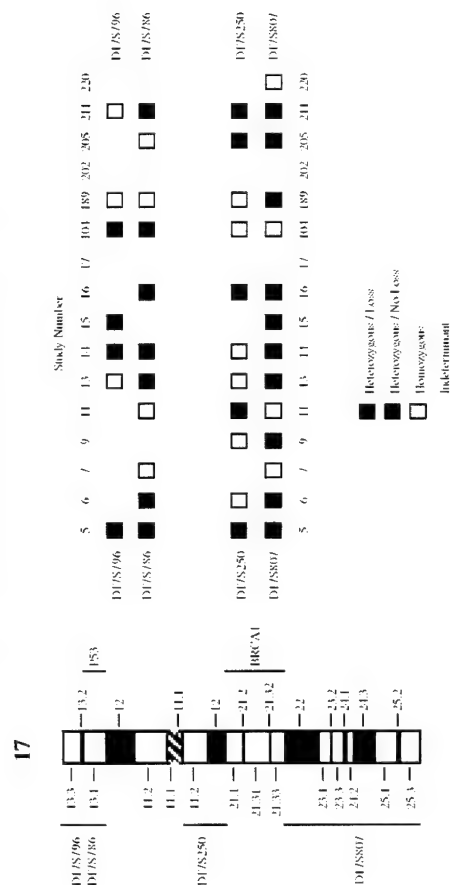 17
D17S796
D17S786
D17S250
D17S807
13.3
13.1
11.2
11.1
11.2
21.1
21.31
21.33
23.1
23.3
24.2
25.1
25.3
13.2
12
11.1
12
21.2
21.32
22
23.2
24.1
24.3
25.2
P53
BRCA1
Study Number
5 6 7 9 11 13 14 15 16 17 104 189 202 205 211 220
D17S796 D17S796
D17S786 D17S786
D17S250 D17S250
D17S807 D17S807
5 6 7 9 11 13 14 15 16 17 104 189 202 205 211 220
Heterozygous / Loss
Heterozygous / No Loss
Homozygous
Indeterminant